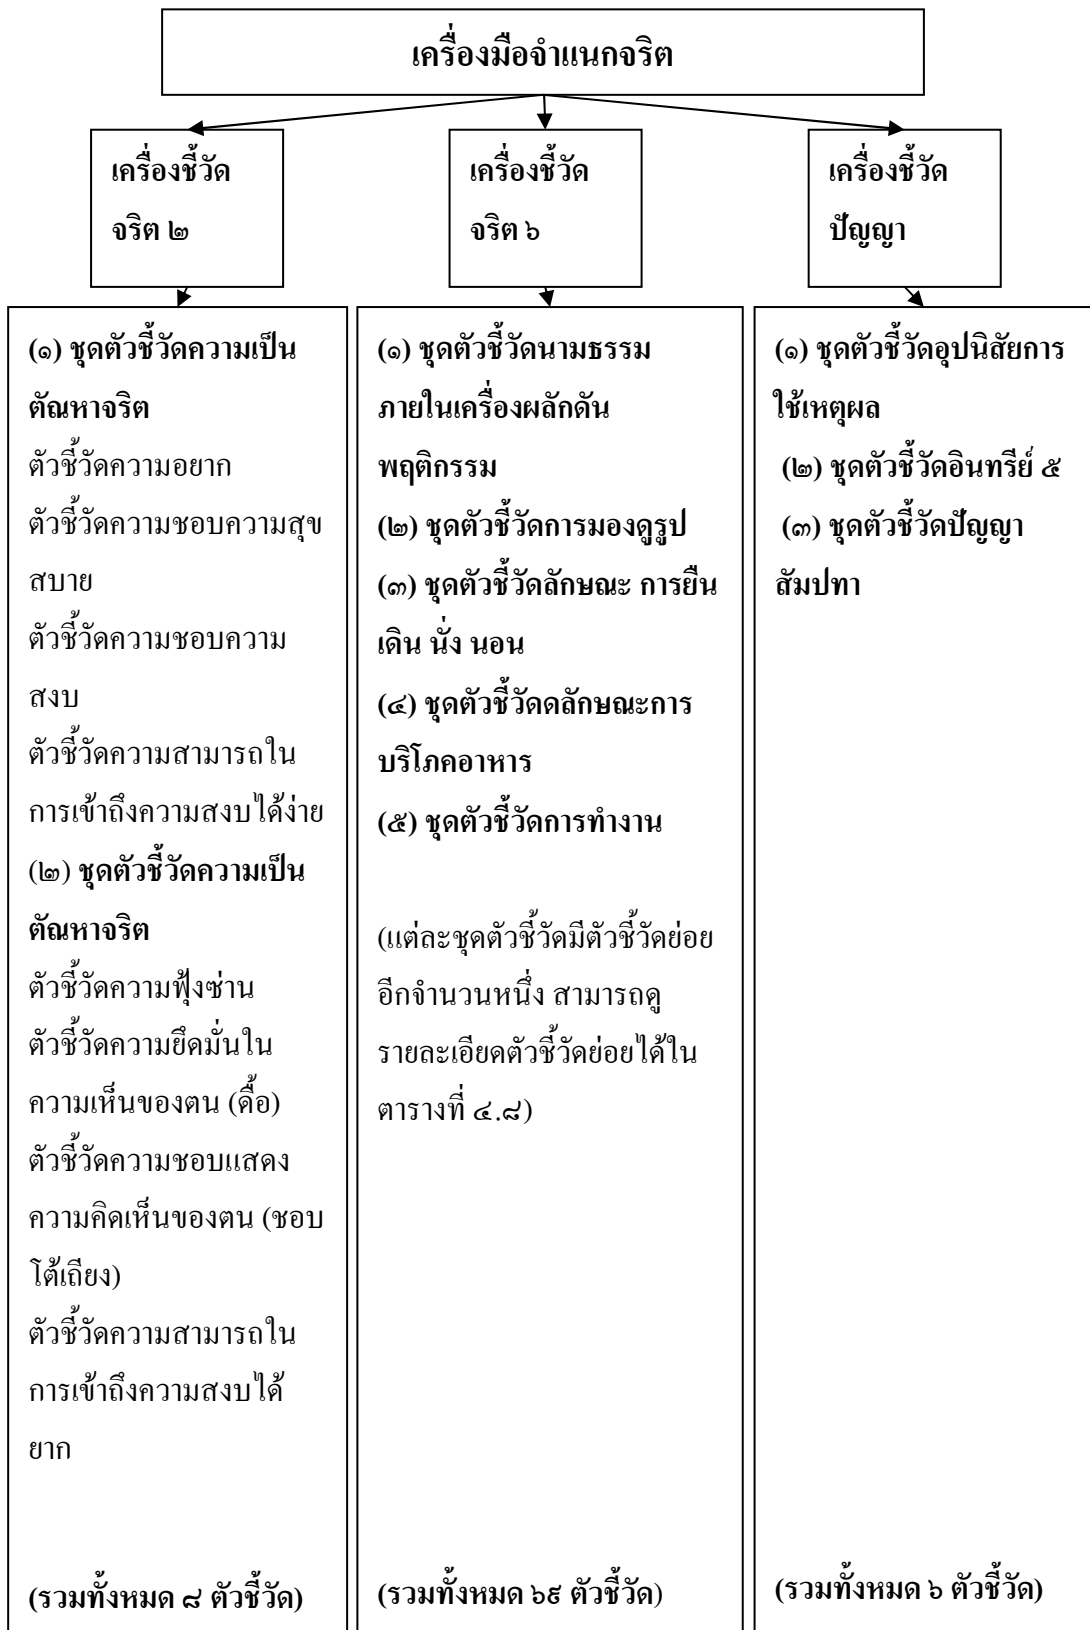 เครื่องมือจำแนกจริต
เครื่องชี้วัด
จริต ๒
เครื่องชี้วัด
จริต ๖
เครื่องชี้วัด
ปัญญา
(๑) ชุดตัวชี้วัดความเป็น
ตัณหาจริต
ตัวชี้วัดความอยาก
ตัวชี้วัดความชอบความสุข
สบาย
ตัวชี้วัดความชอบความ
สงบ
ตัวชี้วัดความสามารถใน
การเข้าถึงความสงบได้ง่าย
(๒) ชุดตัวชี้วัดความเป็น
ตัณหาจริต
ตัวชี้วัดความฟุ้งซ่าน
ตัวชี้วัดความยึดมั่นใน
ความเห็นของตน (ดื้อ)
ตัวชี้วัดความชอบแสดง
ความคิดเห็นของตน (ชอบ
โต้เถียง)
ตัวชี้วัดความสามารถใน
การเข้าถึงความสงบได้
ยาก
(รวมทั้งหมด ๘ ตัวชี้วัด)
(๑) ชุดตัวชี้วัดนามธรรม
ภายในเครื่องผลักดัน
พฤติกรรม
(๒) ชุดตัวชี้วัดการมองดูรูป
(๓) ชุดตัวชี้วัดลักษณะ การยืน
เดิน นั่ง นอน
(๔) ชุดตัวชี้วัดดลักษณะการ
บริโภคอาหาร
(๕) ชุดตัวชี้วัดการทำงาน
(แต่ละชุดตัวชี้วัดมีตัวชี้วัดย่อย
อีกจำนวนหนึ่ง สามารถดู
รายละเอียดตัวชี้วัดย่อยได้ใน
ตารางที่ ๔.๘)
(รวมทั้งหมด ๖๙ ตัวชี้วัด)
(๑) ชุดตัวชี้วัดอุปนิสัยการ
ใช้เหตุผล
(๒) ชุดตัวชี้วัดอินทรีย์ ๕
(๓) ชุดตัวชี้วัดปัญญา
สัมปทา
(รวมทั้งหมด ๖ ตัวชี้วัด)